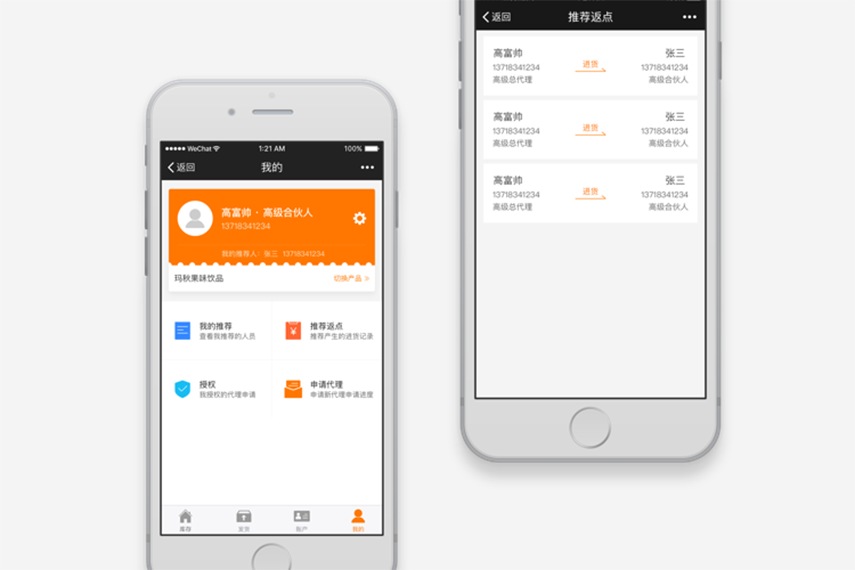 ●●●●● WeChat 1:21 AM 100%
返回 我的 •••
高富帅 · 高级合伙人
13718341234
我的推荐人：张三 13718341234
玛秋果味饮品 切换产品 >
我的推荐
查看我推荐的人员
推荐返点
推荐产生的进货记录
授权
我授权的代理申请
申请代理
申请新代理申请进度
库存 发货 账户 我的
返回 推荐返点 •••
高富帅 张三
13718341234 进货 13718341234
高级总代理 高级合伙人
高富帅 张三
13718341234 进货 13718341234
高级总代理 高级合伙人
高富帅 张三
13718341234 进货 13718341234
高级总代理 高级合伙人